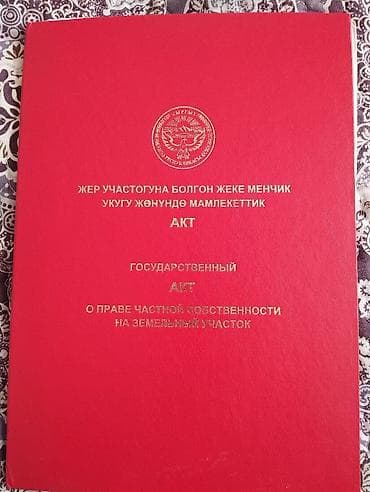 ЖЕР УЧАСТОГУНА БОЛГОН ЖЕКЕ МЕНЧИК
УКУГУ ЖӨНҮНДӨ МАМЛЕКЕТТИК
АКТ
ГОСУДАРСТВЕННЫЙ
АКТ
О ПРАВЕ ЧАСТНОЙ СОБСТВЕННОСТИ
НА ЗЕМЕЛЬНЫЙ УЧАСТОК